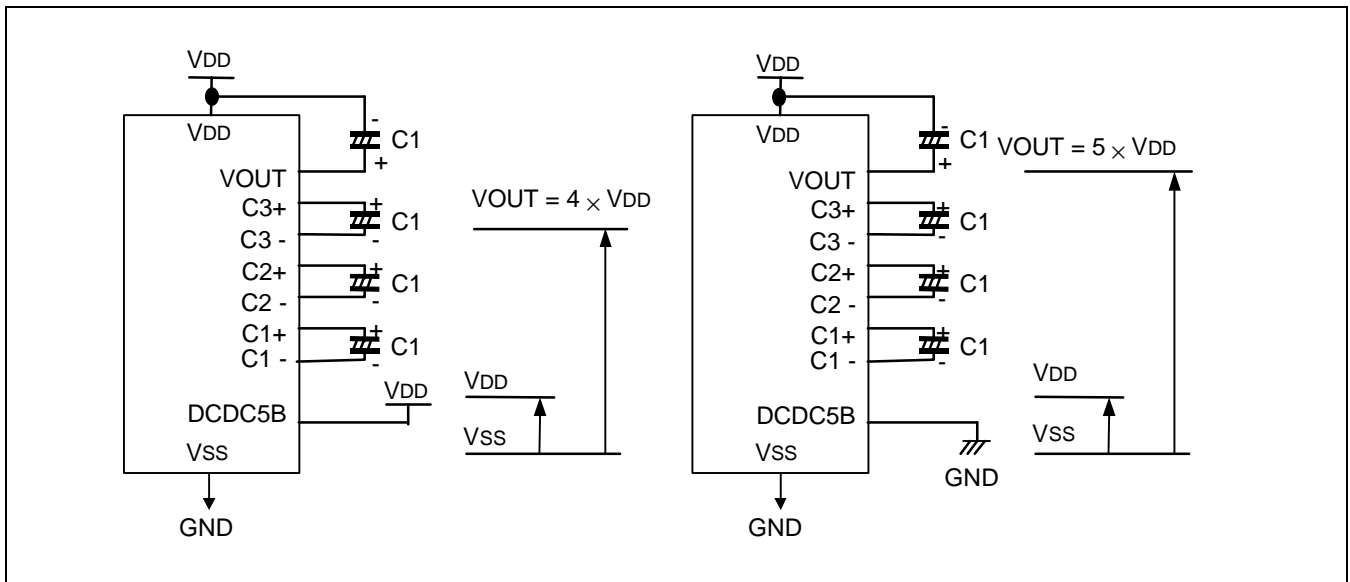 VDD
VDD
-
C1
+
VOUT
C3+
+
C1
C3 -
-
C2+
+
C1
C2 -
-
C1+
+
C1
C1 -
-
VDD
DCDC5B
VSS
GND
VOUT = 4 × VDD
VDD
VSS
VDD
VDD
-
C1
+
VOUT
C3+
+
C1
C3 -
-
C2+
+
C1
C2 -
-
C1+
+
C1
C1 -
-
DCDC5B
GND
VSS
GND
VOUT = 5 × VDD
VDD
VSS